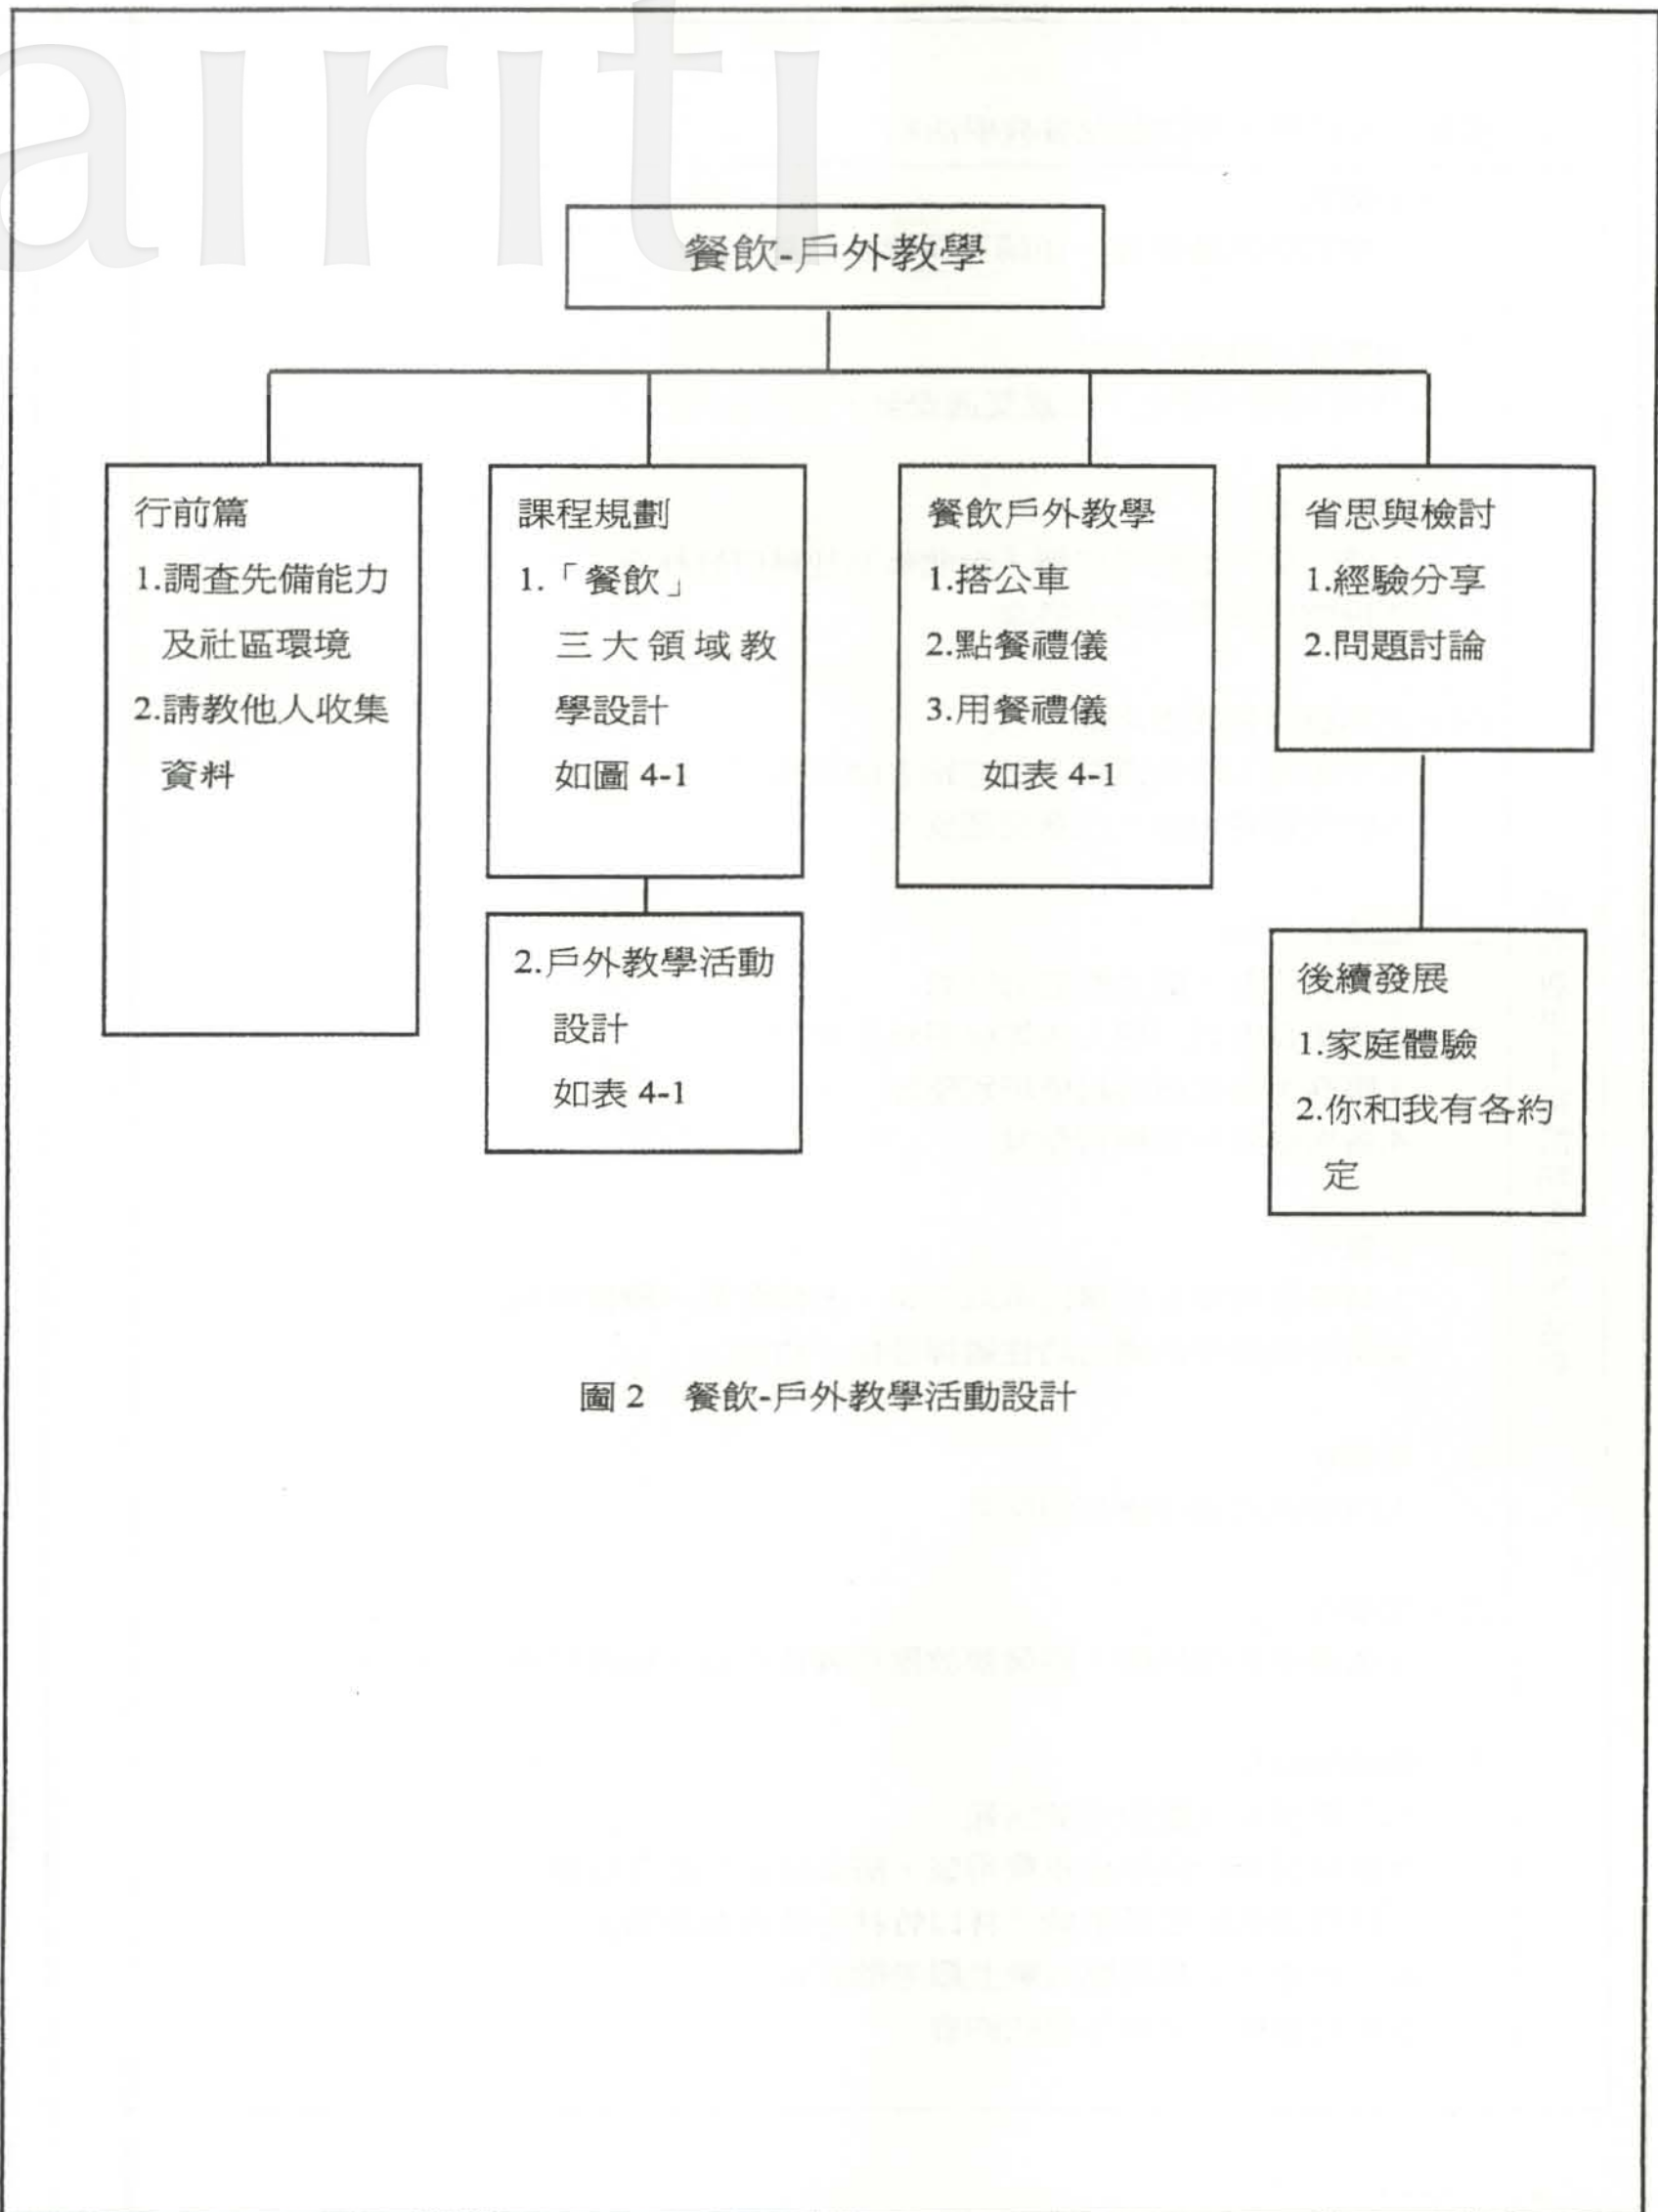 airiti
餐飲-戶外教學
行前篇
1.調查先備能力
及社區環境
2.請教他人收集
資料
課程規劃
1.「餐飲」
三大領域教
學設計
如圖 4-1
2.戶外教學活動
設計
如表 4-1
餐飲戶外教學
1.搭公車
2.點餐禮儀
3.用餐禮儀
如表 4-1
省思與檢討
1.經驗分享
2.問題討論
後續發展
1.家庭體驗
2.你和我有各約
定
圖 2 餐飲-戶外教學活動設計